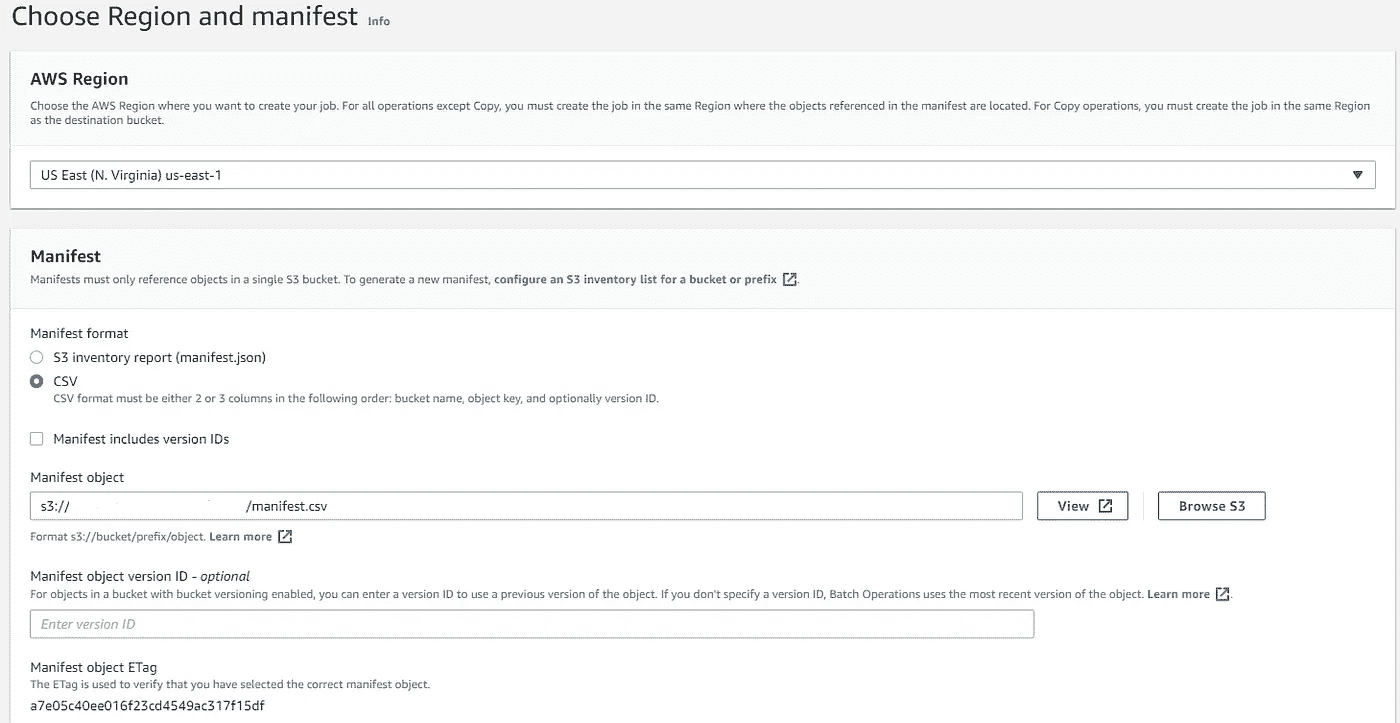 Choose Region and manifest Info
AWS Region
Choose the AWS Region where you want to create your job. For all operations except Copy, you must create the job in the same Region where the objects referenced in the manifest are located. For Copy operations, you must create the job in the same Region
as the destination bucket.
US East (N. Virginia) us-east-1
Manifest
Manifests must only reference objects in a single S3 bucket. To generate a new manifest, configure an S3 inventory list for a bucket or prefix.
Manifest format
S3 inventory report (manifest.json)
CSV
CSV format must be either 2 or 3 columns in the following order: bucket name, object key, and optionally version ID.
Manifest includes version IDs
Manifest object
s3:// /manifest.csv View Browse S3
Format s3://bucket/prefix/object. Learn more
Manifest object version ID - optional
For objects in a bucket with bucket versioning enabled, you can enter a version ID to use a previous version of the object. If you don't specify a version ID, Batch Operations uses the most recent version of the object. Learn more.
Enter version ID
Manifest object ETag
The ETag is used to verify that you have selected the correct manifest object.
a7e05c40ee016f23cd4549ac317f15df